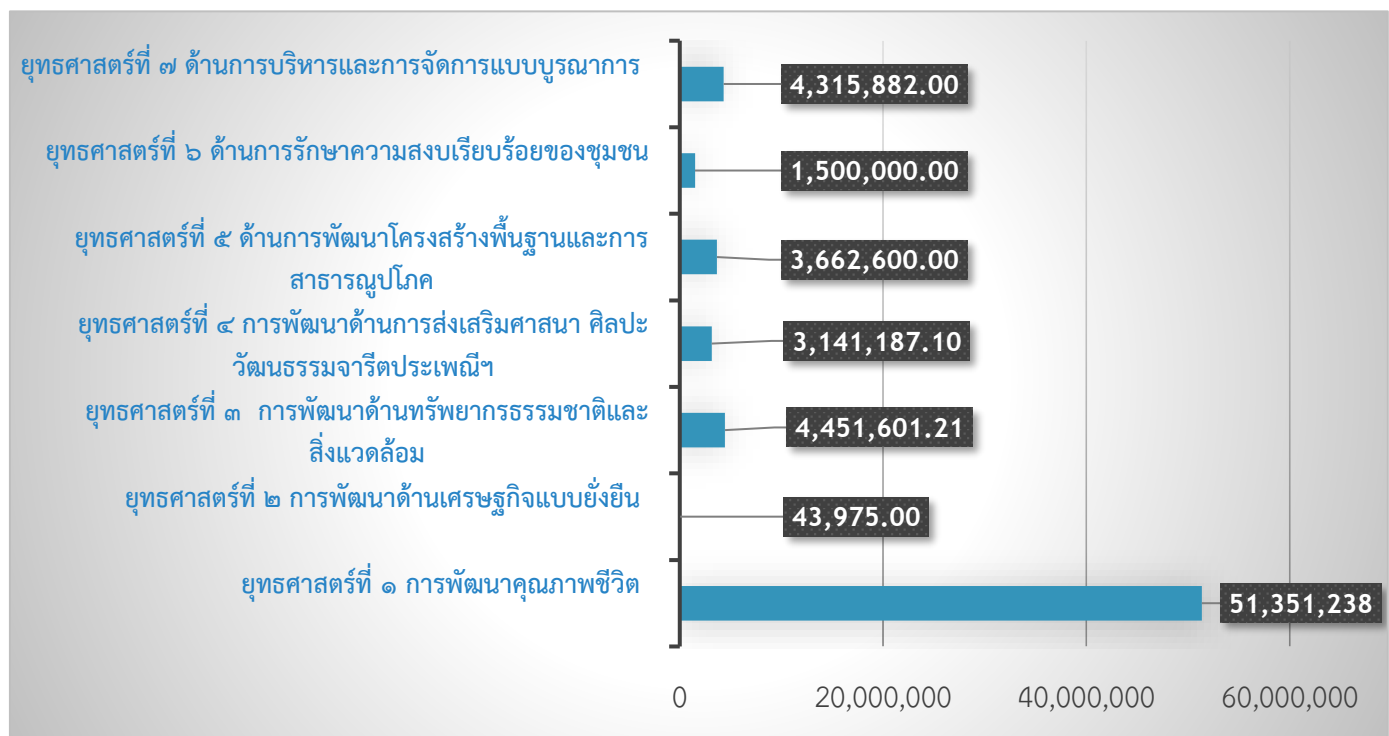 ยุทธศาสตร์ที่ ๗ ด้านการบริหารและการจัดการแบบบูรณาการ
4,315,882.00
ยุทธศาสตร์ที่ ๖ ด้านการรักษาความสงบเรียบร้อยของชุมชน
1,500,000.00
ยุทธศาสตร์ที่ ๕ ด้านการพัฒนาโครงสร้างพื้นฐานและการ
สาธารณูปโภค
3,662,600.00
ยุทธศาสตร์ที่ ๔ การพัฒนาด้านการส่งเสริมศาสนา ศิลปะ
วัฒนธรรมจารีตประเพณีฯ
3,141,187.10
ยุทธศาสตร์ที่ ๓  การพัฒนาด้านทรัพยากรธรรมชาติและ
สิ่งแวดล้อม
4,451,601.21
ยุทธศาสตร์ที่ ๒ การพัฒนาด้านเศรษฐกิจแบบยั่งยืน
43,975.00
ยุทธศาสตร์ที่ ๑ การพัฒนาคุณภาพชีวิต
51,351,238
0 20,000,000 40,000,000 60,000,000